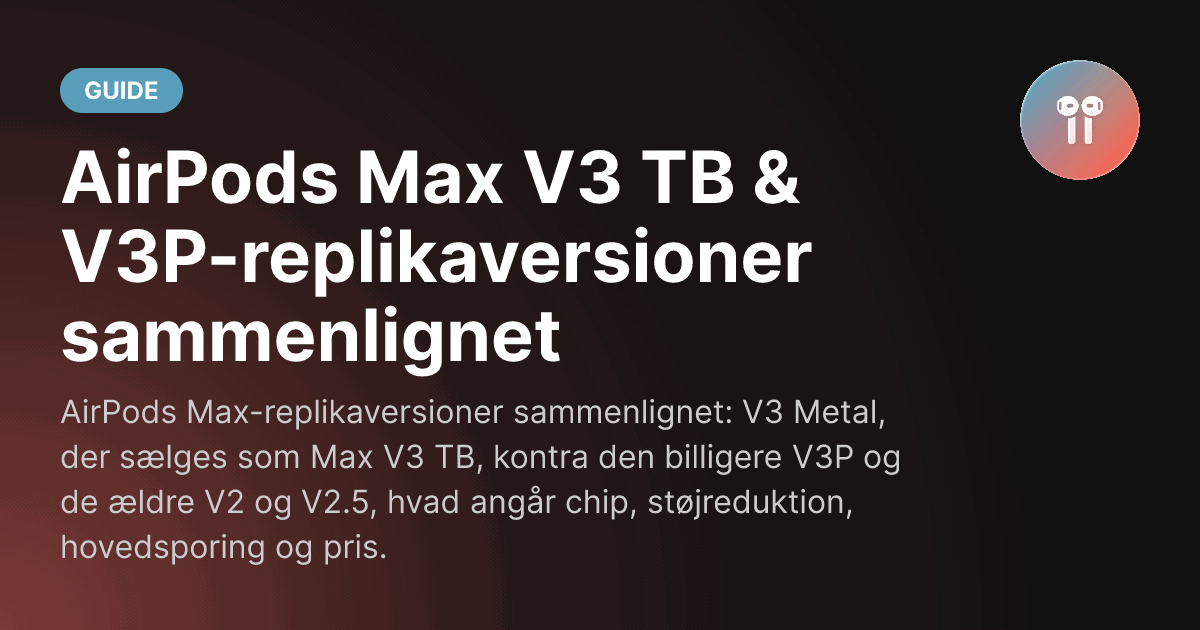 GUIDE
AirPods Max V3 TB &
V3P-replikaversioner
sammenlignet
AirPods Max-replikaversioner sammenlignet: V3 Metal,
der sælges som Max V3 TB, kontra den billigere V3P og
de ældre V2 og V2.5, hvad angår chip, støjreduktion,
hovedsporing og pris.